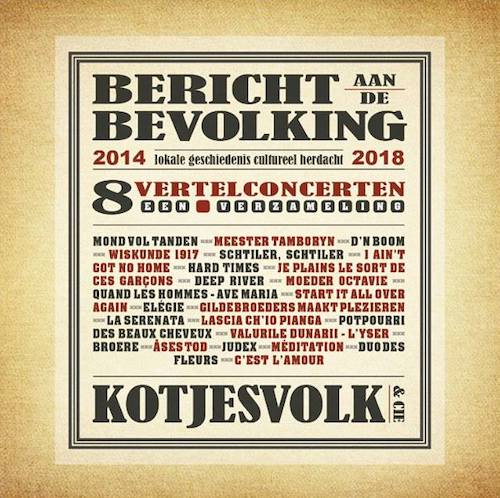 BERICHT AAN DE
BEVOLKING
2014 lokale geschiedenis cultureel herdacht 2018
8 VERTELCONCERTEN
EEN VERZAMELING
MOND VOL TANDEN === MEESTER TAMBORYN === D'N BOOM
=== WISKUNDE 1917 === SCHTILER, SCHTILER === I AIN'T
GOT NO HOME === HARD TIMES === JE PLAINS LE SORT DE
CES GARÇONS === DEEP RIVER === MOEDER OCTAVIE ===
QUAND LES HOMMES - AVE MARIA === START IT ALL OVER
AGAIN === ELÉGIE === GILDEBROEDERS MAAKT PLEZIEREN
=== LA SERENATA === LASCIA CH'IO PIANGA === POTPOURRI
DES BEAUX CHEVEUX === VALURILE DUNARII - L'YSER ===
BROERE === ÅSES TOD === JUDEX === MÉDITATION === DUO DES
FLEURS === C'EST L'AMOUR
KOTJESVOLK & CIE